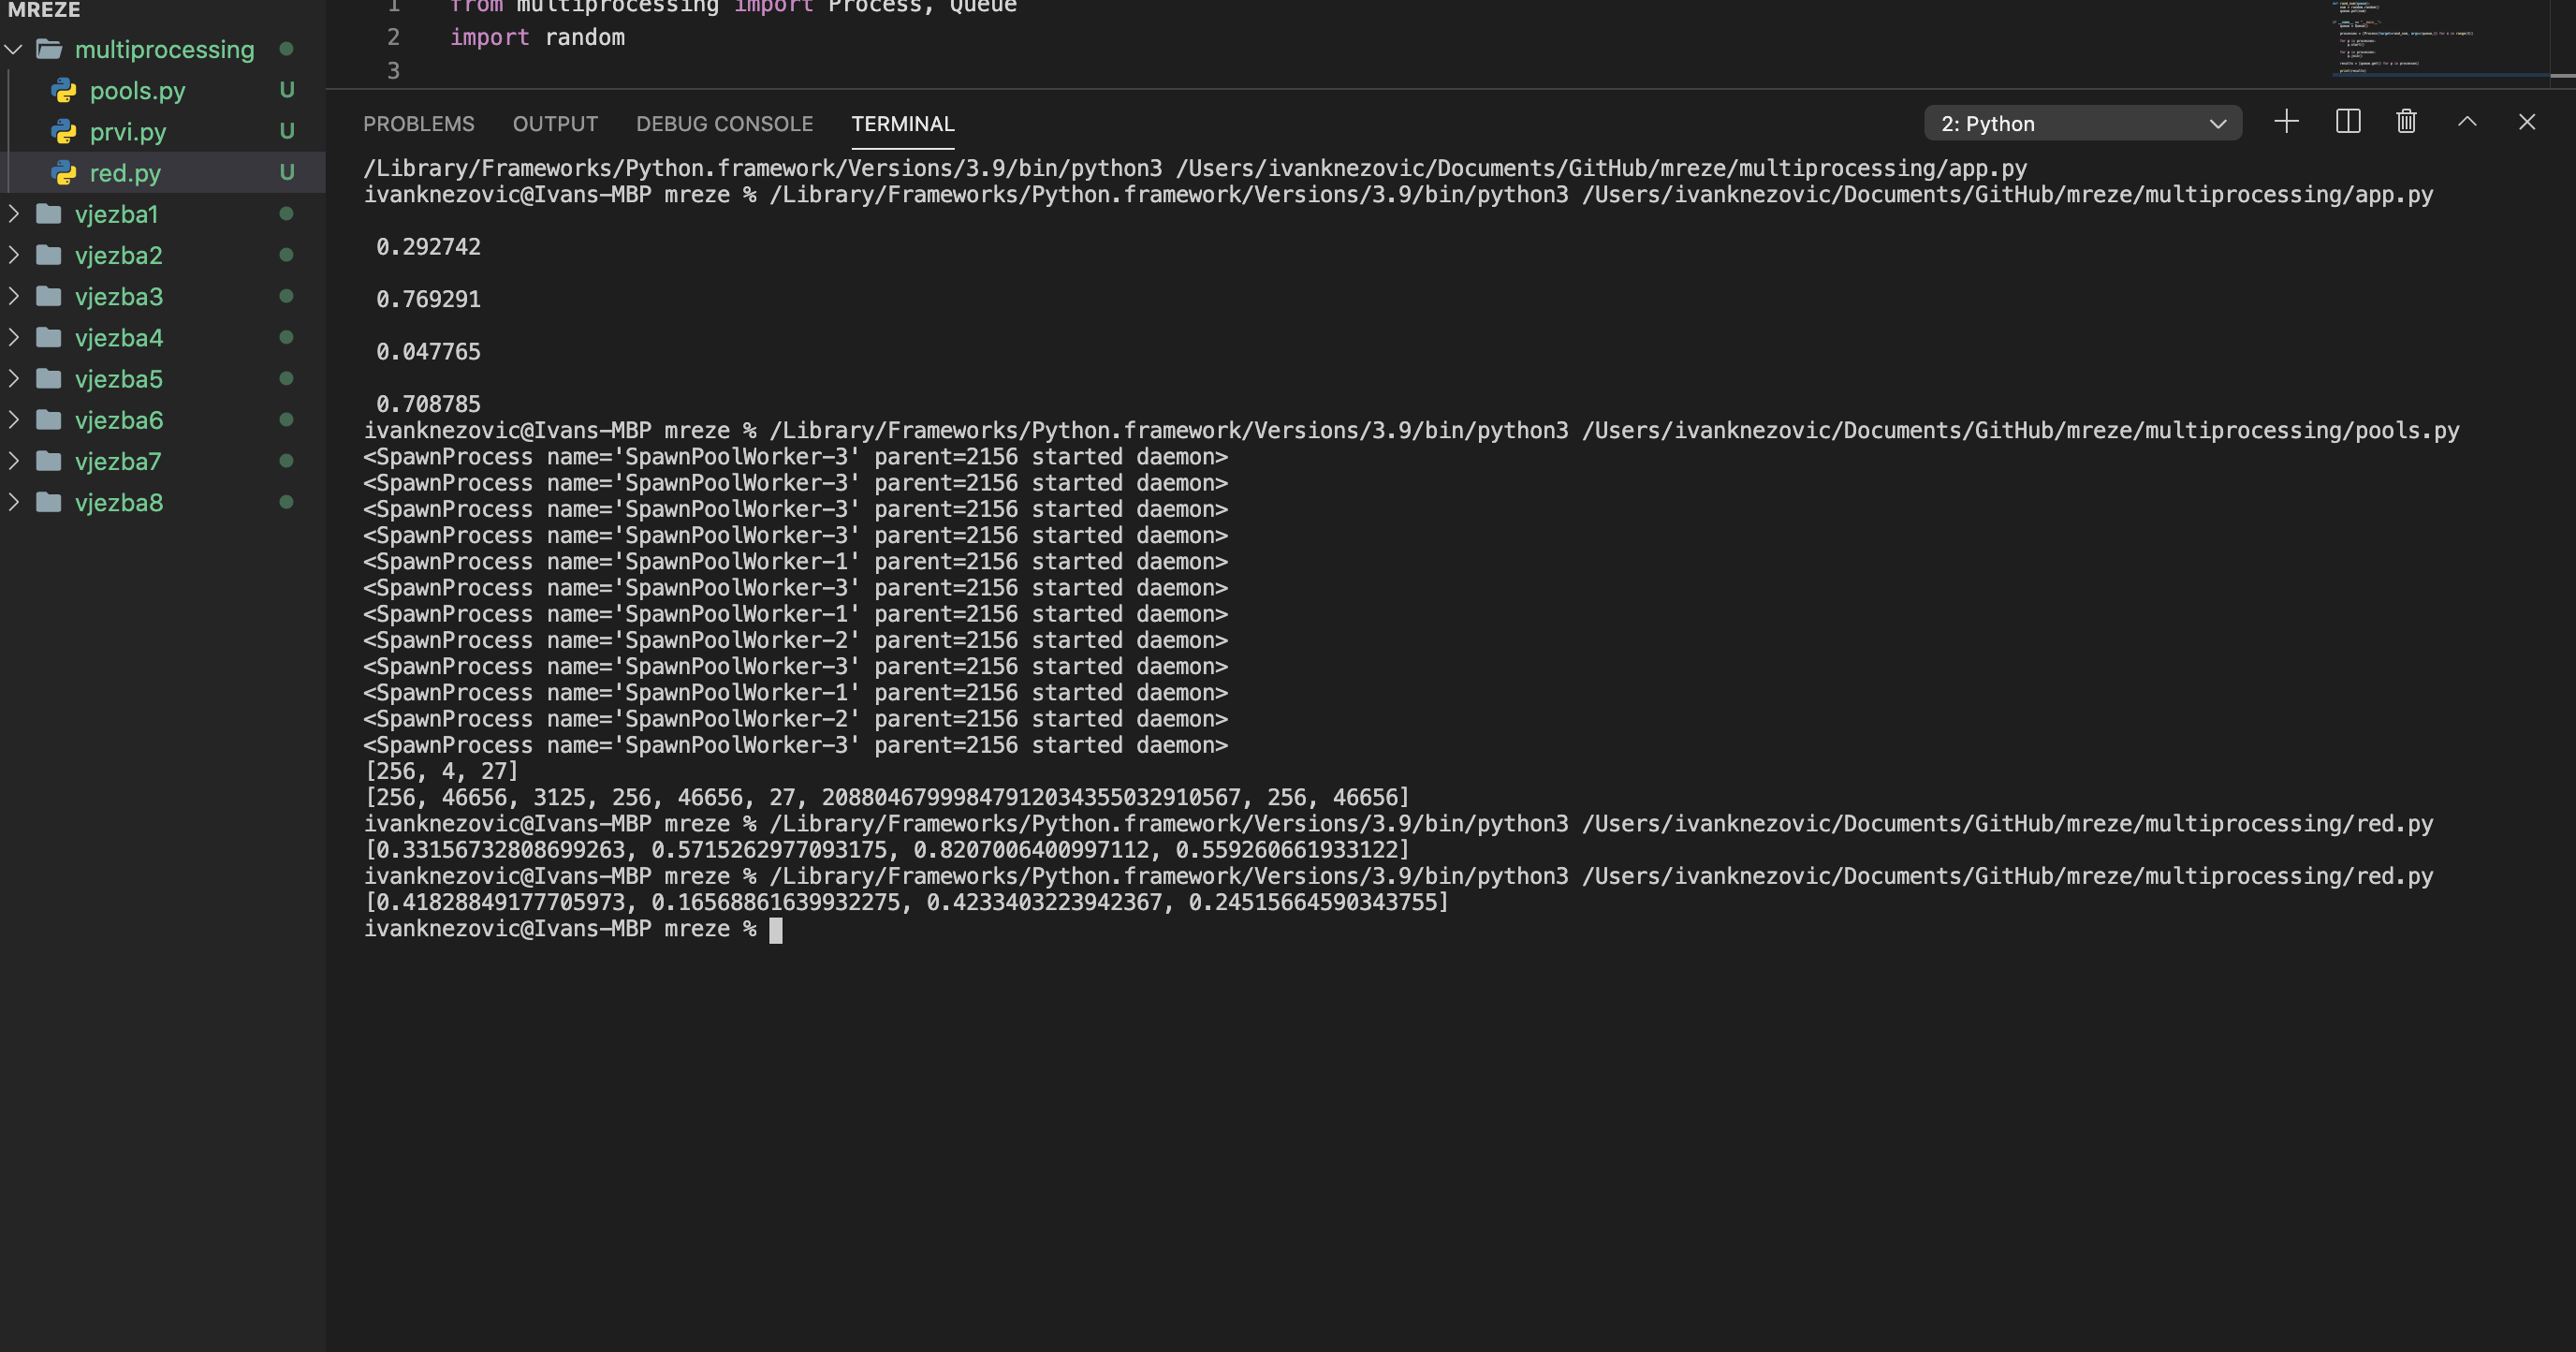 MREZE
multiprocessing
pools.py U
prvi.py U
red.py U
vjezba1
vjezba2
vjezba3
vjezba4
vjezba5
vjezba6
vjezba7
vjezba8
1 from multiprocessing import Process, Queue
2 import random
3
PROBLEMS OUTPUT DEBUG CONSOLE TERMINAL 2: Python
/Library/Frameworks/Python.framework/Versions/3.9/bin/python3 /Users/ivanknezovic/Documents/GitHub/mreze/multiprocessing/app.py
ivanknezovic@Ivans-MBP mreze % /Library/Frameworks/Python.framework/Versions/3.9/bin/python3 /Users/ivanknezovic/Documents/GitHub/mreze/multiprocessing/app.py
0.292742
0.769291
0.047765
0.708785
ivanknezovic@Ivans-MBP mreze % /Library/Frameworks/Python.framework/Versions/3.9/bin/python3 /Users/ivanknezovic/Documents/GitHub/mreze/multiprocessing/pools.py
<SpawnProcess name='SpawnPoolWorker-3' parent=2156 started daemon>
<SpawnProcess name='SpawnPoolWorker-3' parent=2156 started daemon>
<SpawnProcess name='SpawnPoolWorker-3' parent=2156 started daemon>
<SpawnProcess name='SpawnPoolWorker-3' parent=2156 started daemon>
<SpawnProcess name='SpawnPoolWorker-1' parent=2156 started daemon>
<SpawnProcess name='SpawnPoolWorker-3' parent=2156 started daemon>
<SpawnProcess name='SpawnPoolWorker-1' parent=2156 started daemon>
<SpawnProcess name='SpawnPoolWorker-2' parent=2156 started daemon>
<SpawnProcess name='SpawnPoolWorker-3' parent=2156 started daemon>
<SpawnProcess name='SpawnPoolWorker-1' parent=2156 started daemon>
<SpawnProcess name='SpawnPoolWorker-2' parent=2156 started daemon>
<SpawnProcess name='SpawnPoolWorker-3' parent=2156 started daemon>
[256, 4, 27]
[256, 46656, 3125, 256, 46656, 27, 20880467999847912034355032910567, 256, 46656]
ivanknezovic@Ivans-MBP mreze % /Library/Frameworks/Python.framework/Versions/3.9/bin/python3 /Users/ivanknezovic/Documents/GitHub/mreze/multiprocessing/red.py
[0.33156732808699263, 0.5715262977093175, 0.8207006400997112, 0.559260661933122]
ivanknezovic@Ivans-MBP mreze % /Library/Frameworks/Python.framework/Versions/3.9/bin/python3 /Users/ivanknezovic/Documents/GitHub/mreze/multiprocessing/red.py
[0.41828849177705973, 0.16568861639932275, 0.4233403223942367, 0.24515664590343755]
ivanknezovic@Ivans-MBP mreze %